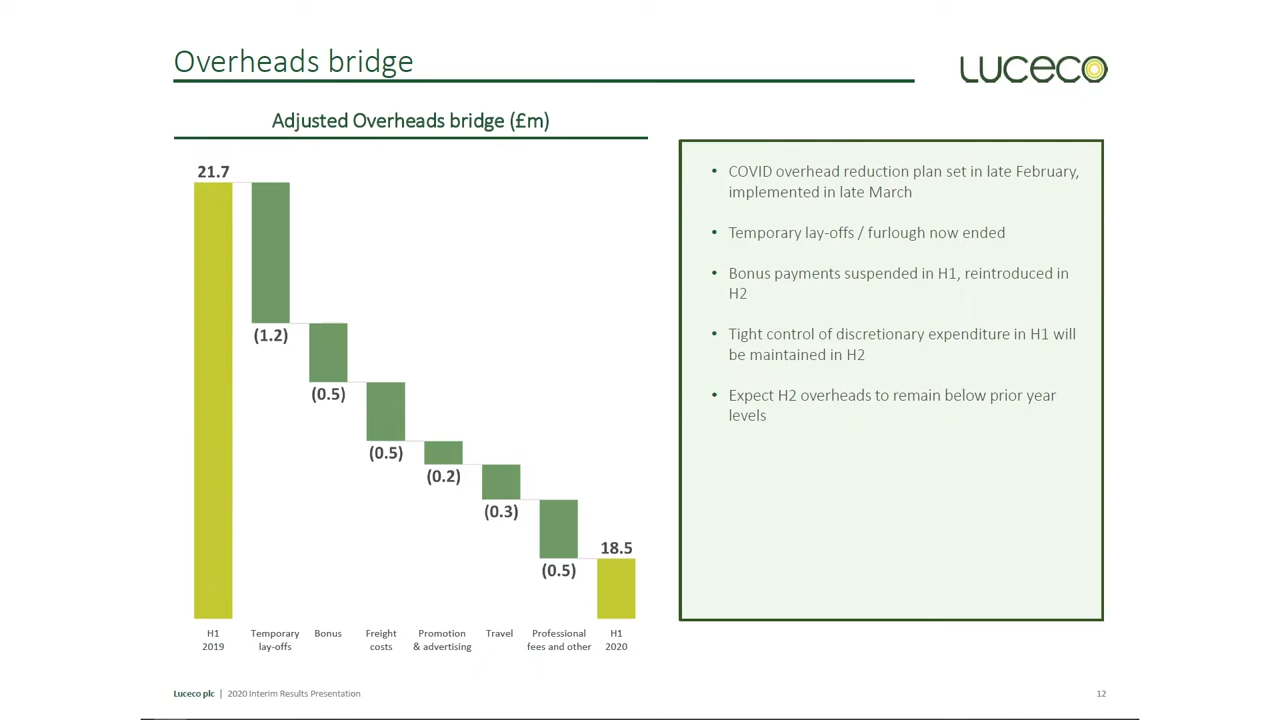 Overheads bridge
LUCECO
Adjusted Overheads bridge (£m)
21.7
(1.2)
(0.5)
(0.5)
(0.2)
(0.3)
(0.5)
18.5
H1
2019
Temporary
lay-offs
Bonus
Freight
costs
Promotion
& advertising
Travel
Professional
fees and other
H1
2020
• COVID overhead reduction plan set in late February,
implemented in late March
• Temporary lay-offs / furlough now ended
• Bonus payments suspended in H1, reintroduced in
H2
• Tight control of discretionary expenditure in H1 will
be maintained in H2
• Expect H2 overheads to remain below prior year
levels
Luceco plc | 2020 Interim Results Presentation
12